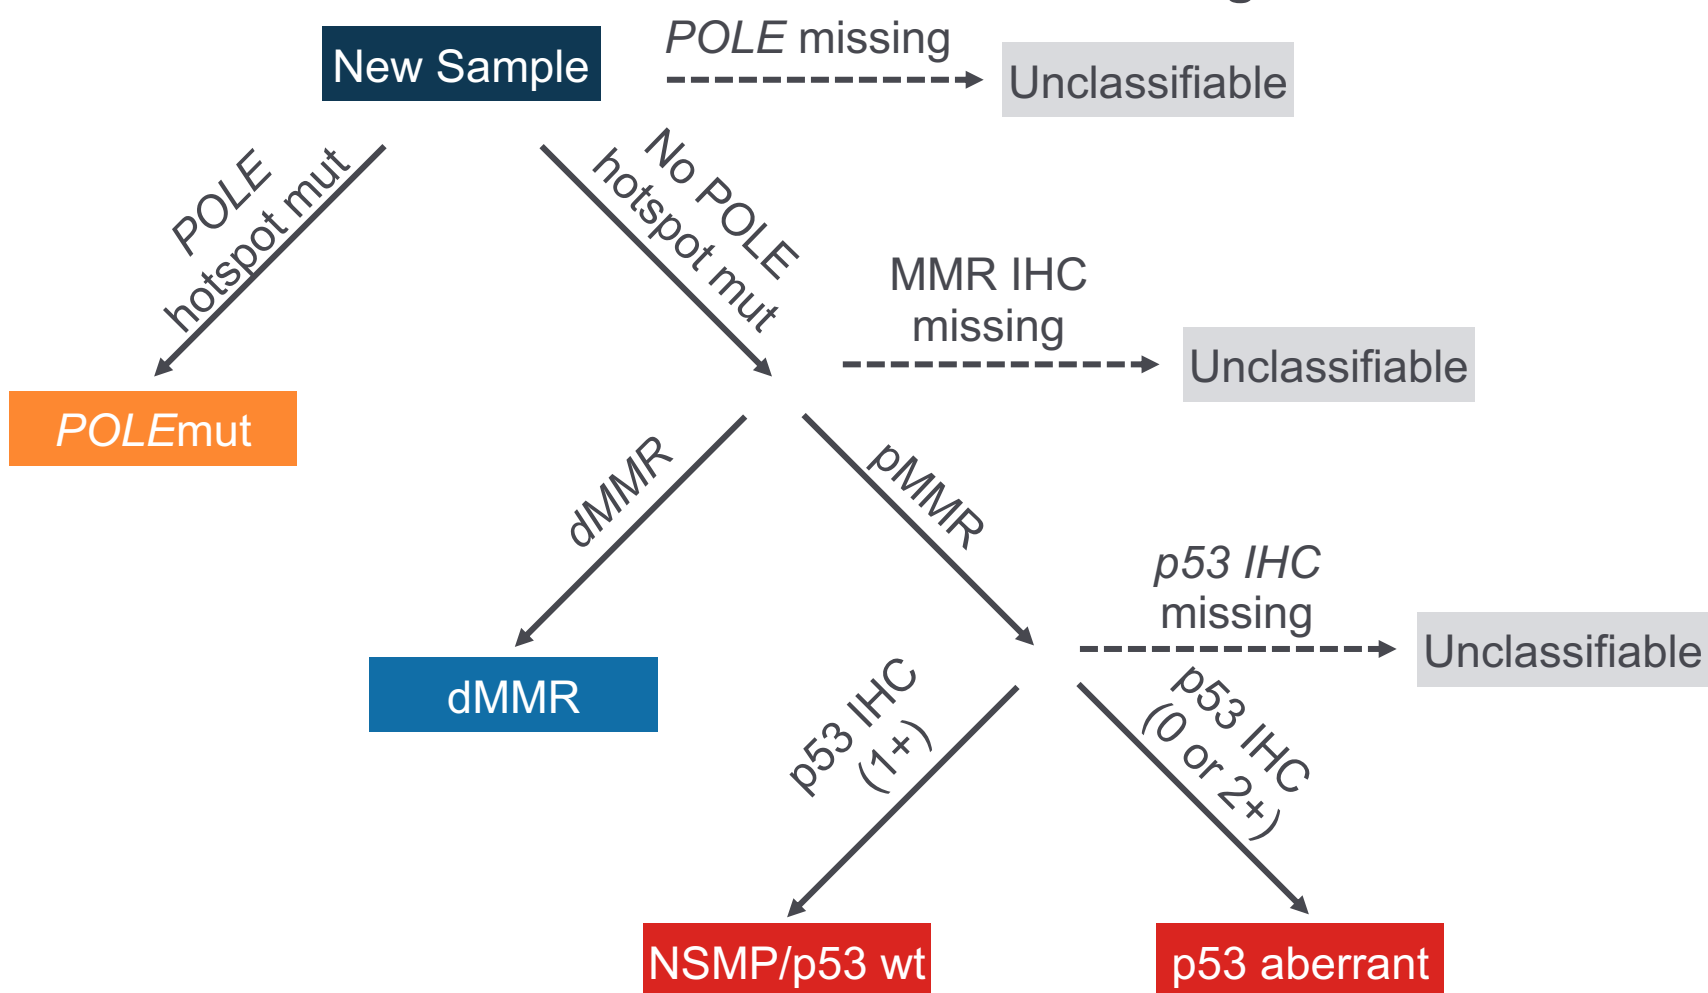 New Sample
POLE missing
Unclassifiable
POLE
hotspot mut
No POLE
hotspot mut
MMR IHC
missing
Unclassifiable
POLEmut
dMMR
pMMR
p53 IHC
missing
Unclassifiable
dMMR
p53 IHC
(1+)
p53 IHC
(0 or 2+)
NSMP/p53 wt
p53 aberrant